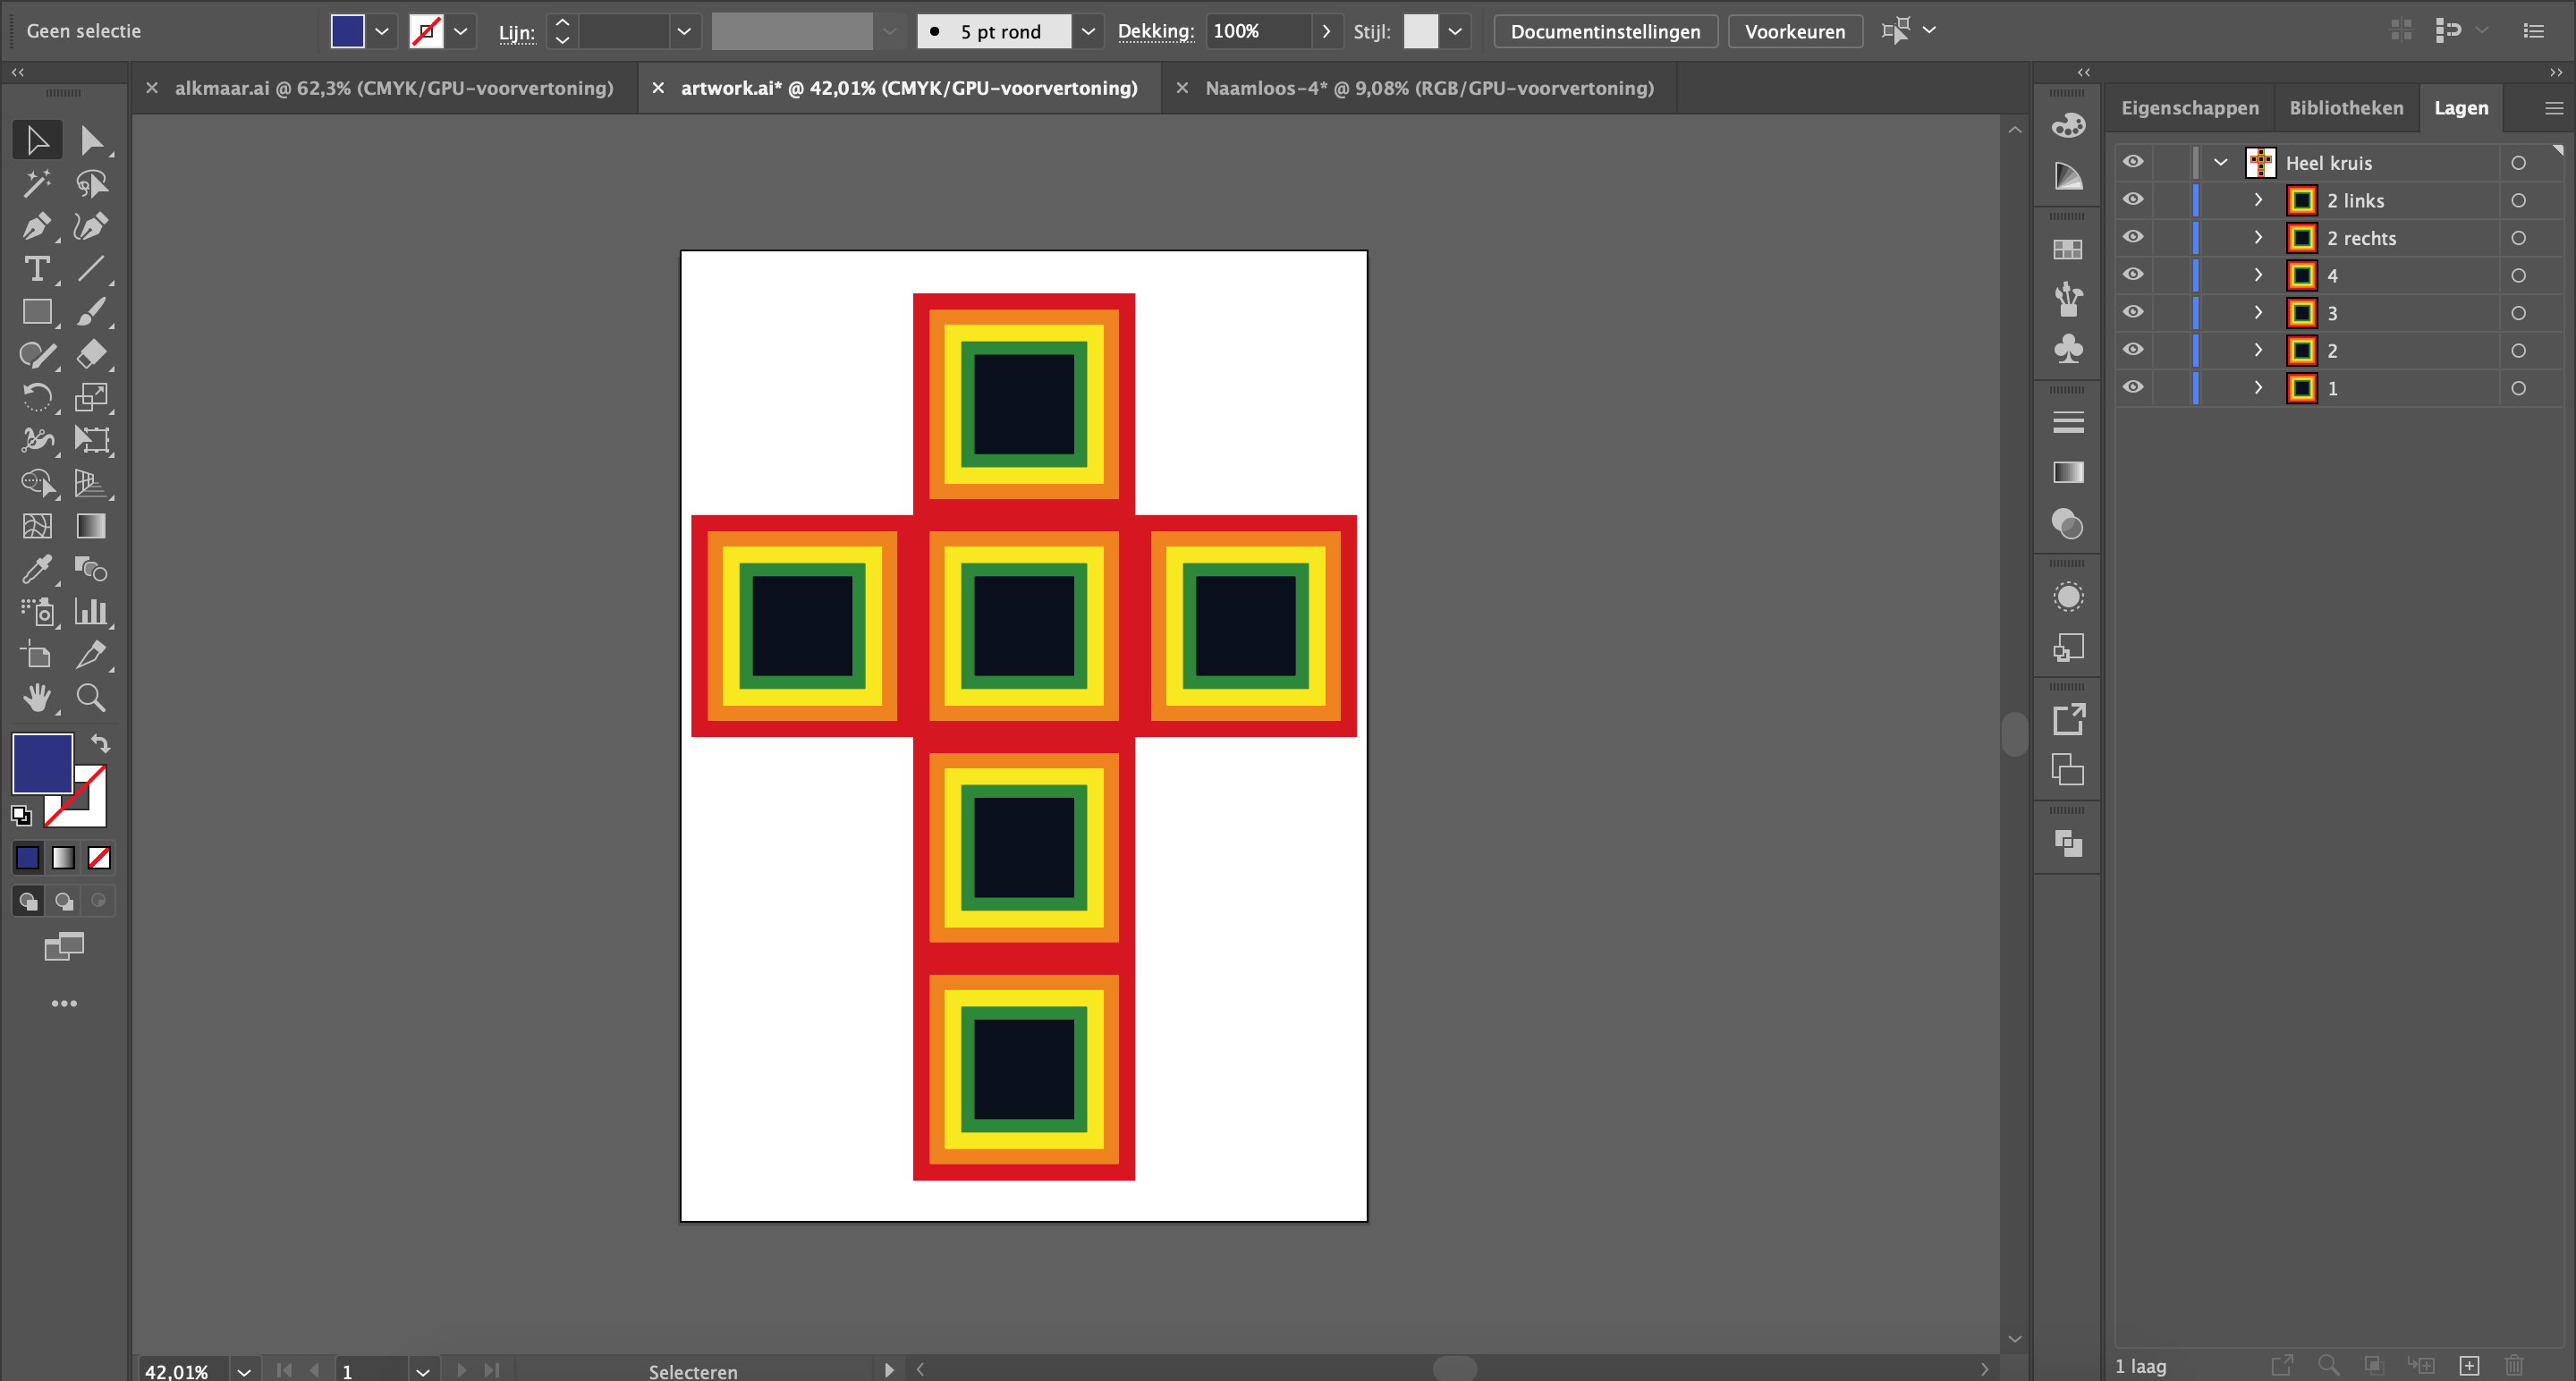 Geen selectie
Lijn:
5 pt rond
Dekking:
100%
Stijl:
Documentinstellingen
Voorkeuren
alkmaar.ai @ 62,3% (CMYK/GPU-voorvertoning)
artwork.ai* @ 42,01% (CMYK/GPU-voorvertoning)
Naamloos-4* @ 9,08% (RGB/GPU-voorvertoning)
Eigenschappen
Bibliotheken
Lagen
Heel kruis
2 links
2 rechts
4
3
2
1
42,01%
1
Selecteren
1 laag